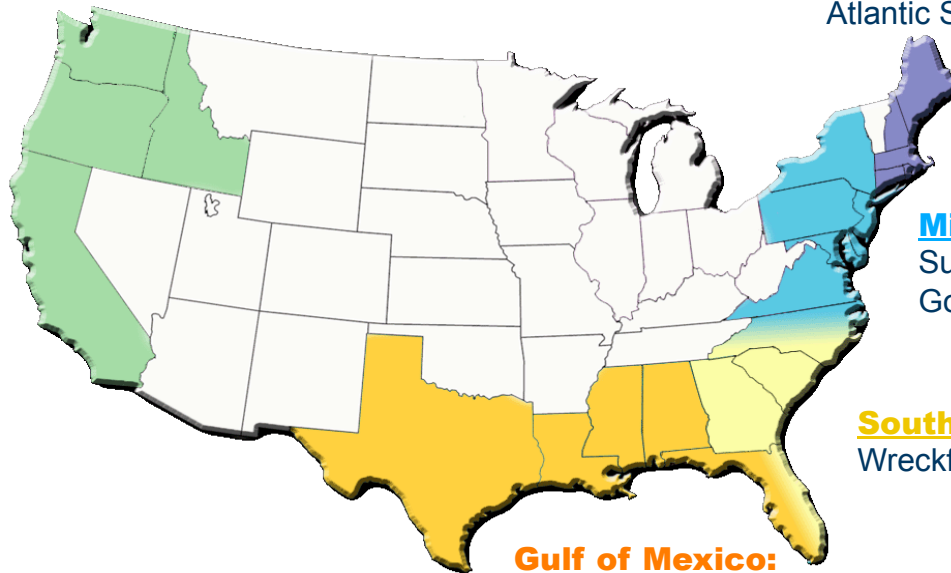 Atlantic S
Mi
Su
Go
South
Wreckf
Gulf of Mexico: